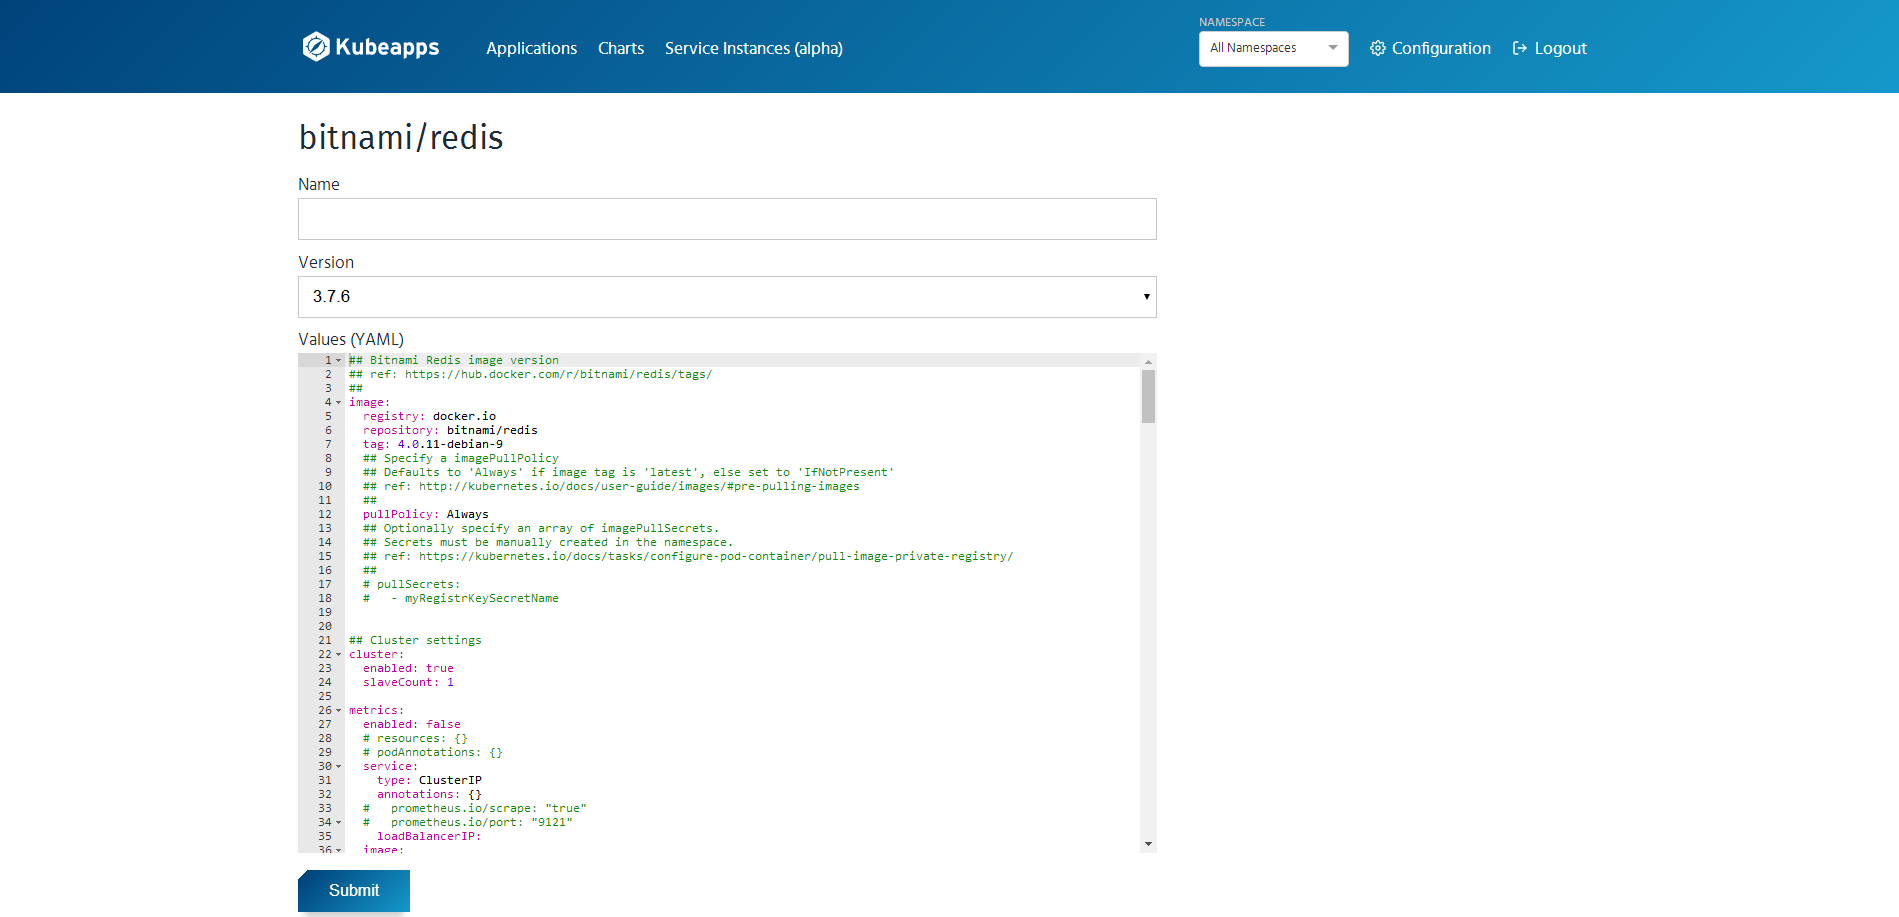 NAMESPACE
Kubeapps Applications Charts Service Instances (alpha) All Namespaces Configuration Logout
bitnami/redis
Name
Version
3.7.6
Values (YAML)
1 ## Bitnami Redis image version
2 ## ref: https://hub.docker.com/r/bitnami/redis/tags/
3 ##
4 image:
5   registry: docker.io
6   repository: bitnami/redis
7   tag: 4.0.11-debian-9
8   ## Specify a imagePullPolicy
9   ## Defaults to 'Always' if image tag is 'latest', else set to 'IfNotPresent'
10   ## ref: http://kubernetes.io/docs/user-guide/images/#pre-pulling-images
11   ##
12   pullPolicy: Always
13   ## Optionally specify an array of imagePullSecrets.
14   ## Secrets must be manually created in the namespace.
15   ## ref: https://kubernetes.io/docs/tasks/configure-pod-container/pull-image-private-registry/
16   ##
17   # pullSecrets:
18   #   - myRegistrKeySecretName
19
20
21 ## Cluster settings
22 cluster:
23   enabled: true
24   slaveCount: 1
25
26 metrics:
27   enabled: false
28   # resources: {}
29   # podAnnotations: {}
30   service:
31     type: ClusterIP
32     annotations: {}
33   #   prometheus.io/scrape: "true"
34   #   prometheus.io/port: "9121"
35     loadBalancerIP:
36   image:
Submit